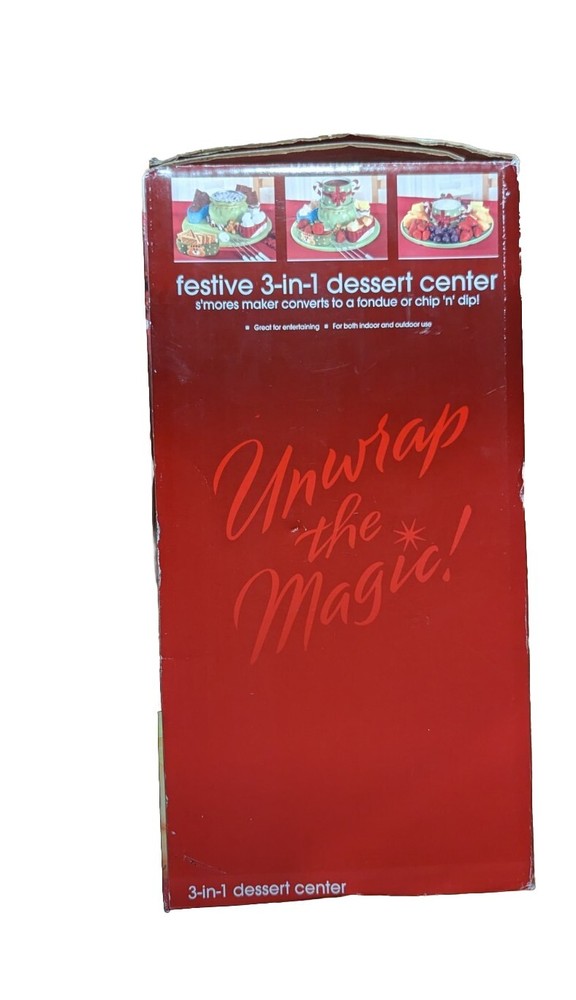 festive 3-in-1 dessert center
s'mores maker converts to a fondue or chip 'n' dip!
▪ Great for entertaining ▪ For both indoor and outdoor use
Unwrap
the
Magic!
3-in-1 dessert center